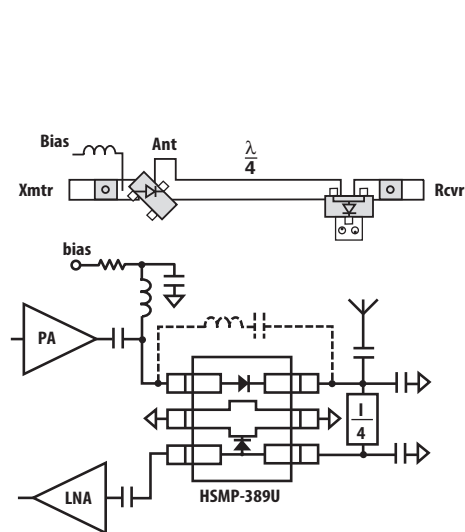 Bias
Ant
λ
4
Xmtr
Rcvr
bias
PA
l
4
LNA
HSMP-389U